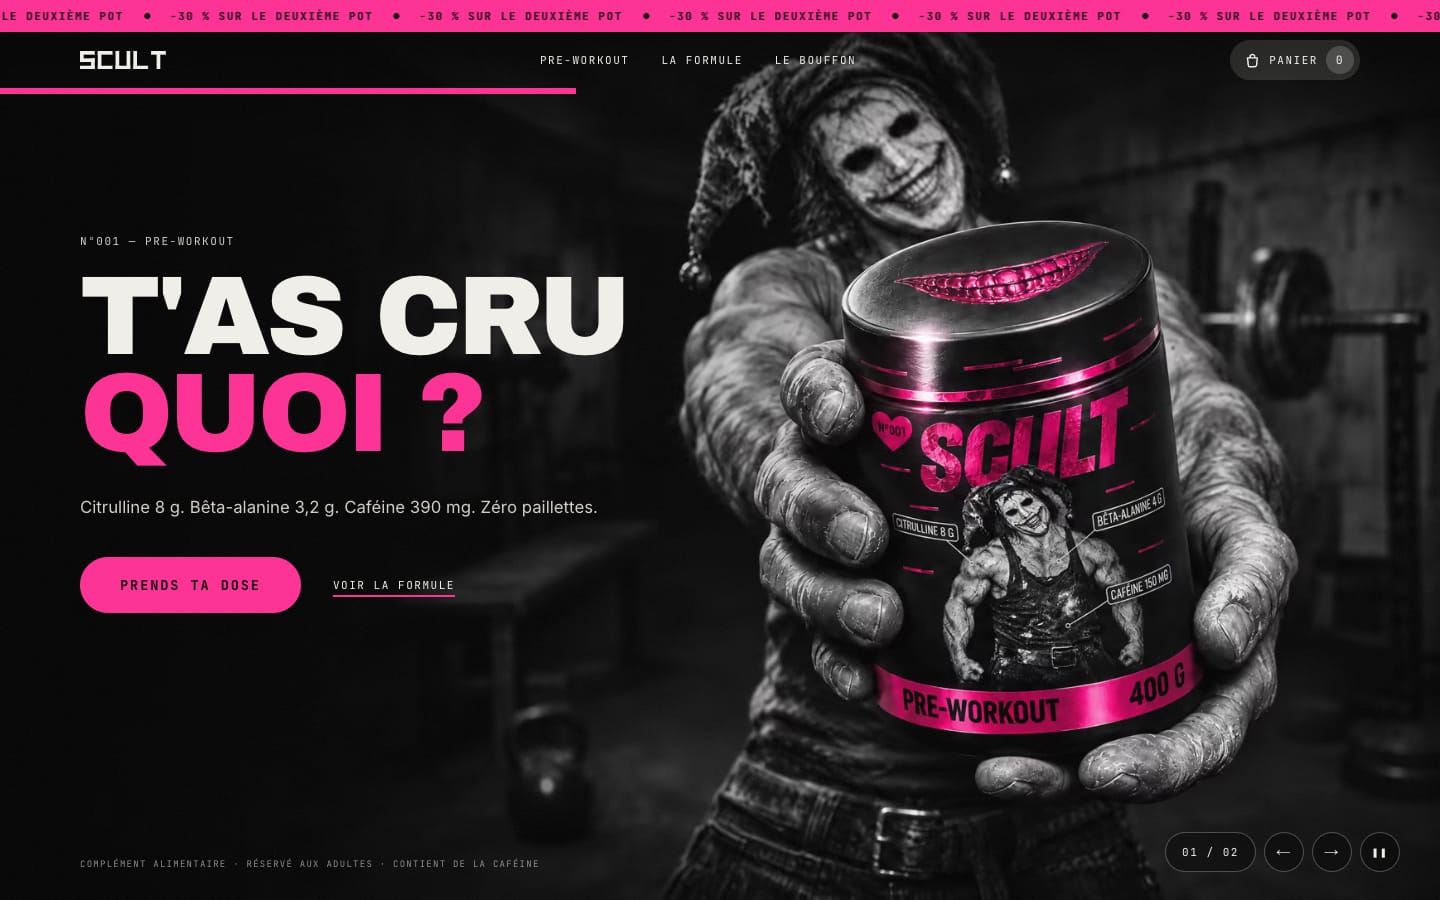 LE DEUXIÈME POT ● -30 % SUR LE DEUXIÈME POT ● -30 % SUR LE DEUXIÈME POT ● -30 % SUR LE DEUXIÈME POT ● -30 % SUR LE DEUXIÈME POT ● -30 % SUR LE DEUXIÈME POT ● -30
SCULT
PRE-WORKOUT LA FORMULE LE BOUFFON
PANIER 0
N°001 — PRE-WORKOUT
T'AS CRU
QUOI ?
Citrulline 8 g. Bêta-alanine 3,2 g. Caféine 390 mg. Zéro paillettes.
PRENDS TA DOSE
VOIR LA FORMULE
N°001
SCULT
CITRULLINE 8 G
BÊTA-ALANINE 4 G
CAFÉINE 150 MG
PRE-WORKOUT 400 G
COMPLÉMENT ALIMENTAIRE · RÉSERVÉ AUX ADULTES · CONTIENT DE LA CAFÉINE
01 / 02 ← →